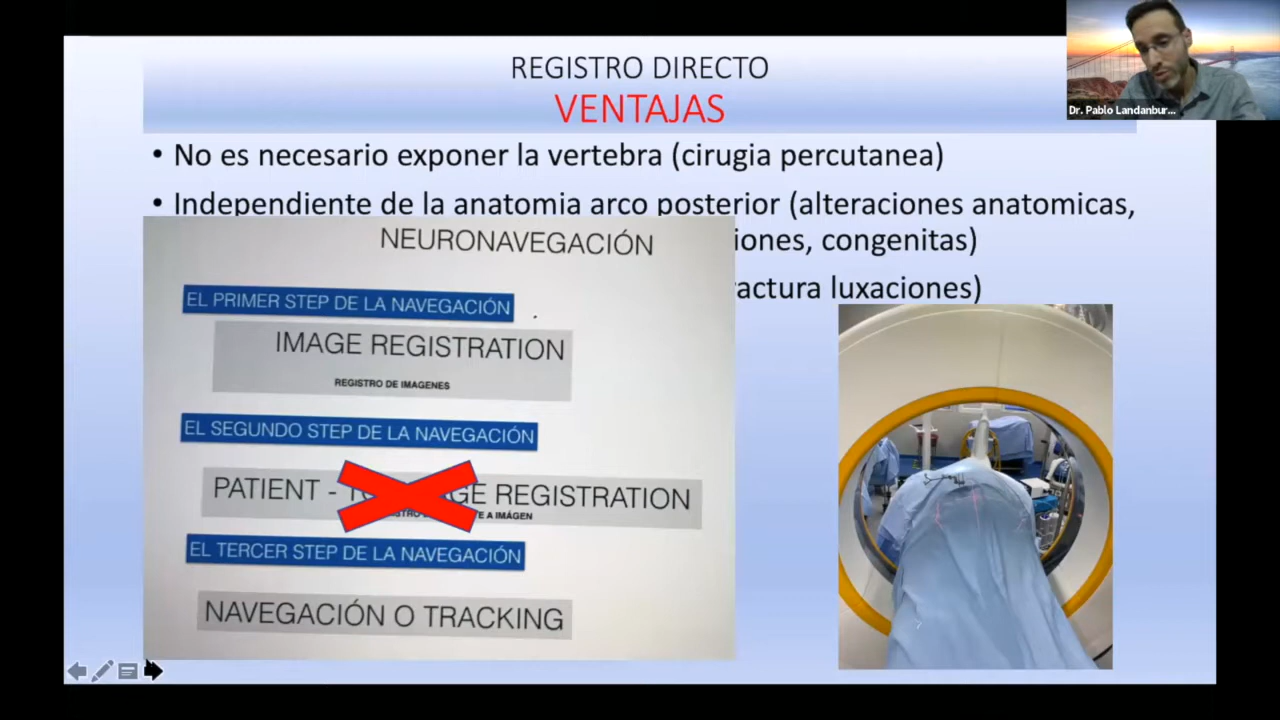 REGISTRO DIRECTO
VENTAJAS
Dr. Pablo Landanbur...
• No es necesario exponer la vertebra (cirugia percutanea)
• Independiente de la anatomia arco posterior (alteraciones anatomicas,
iones, congenitas)
ractura luxaciones)
NEURONAVEGACIÓN
EL PRIMER STEP DE LA NAVEGACIÓN
IMAGE REGISTRATION
REGISTRO DE IMAGENES
EL SEGUNDO STEP DE LA NAVEGACIÓN
PATIENT - GE REGISTRATION
E A IMÁGEN
EL TERCER STEP DE LA NAVEGACIÓN
NAVEGACIÓN O TRACKING